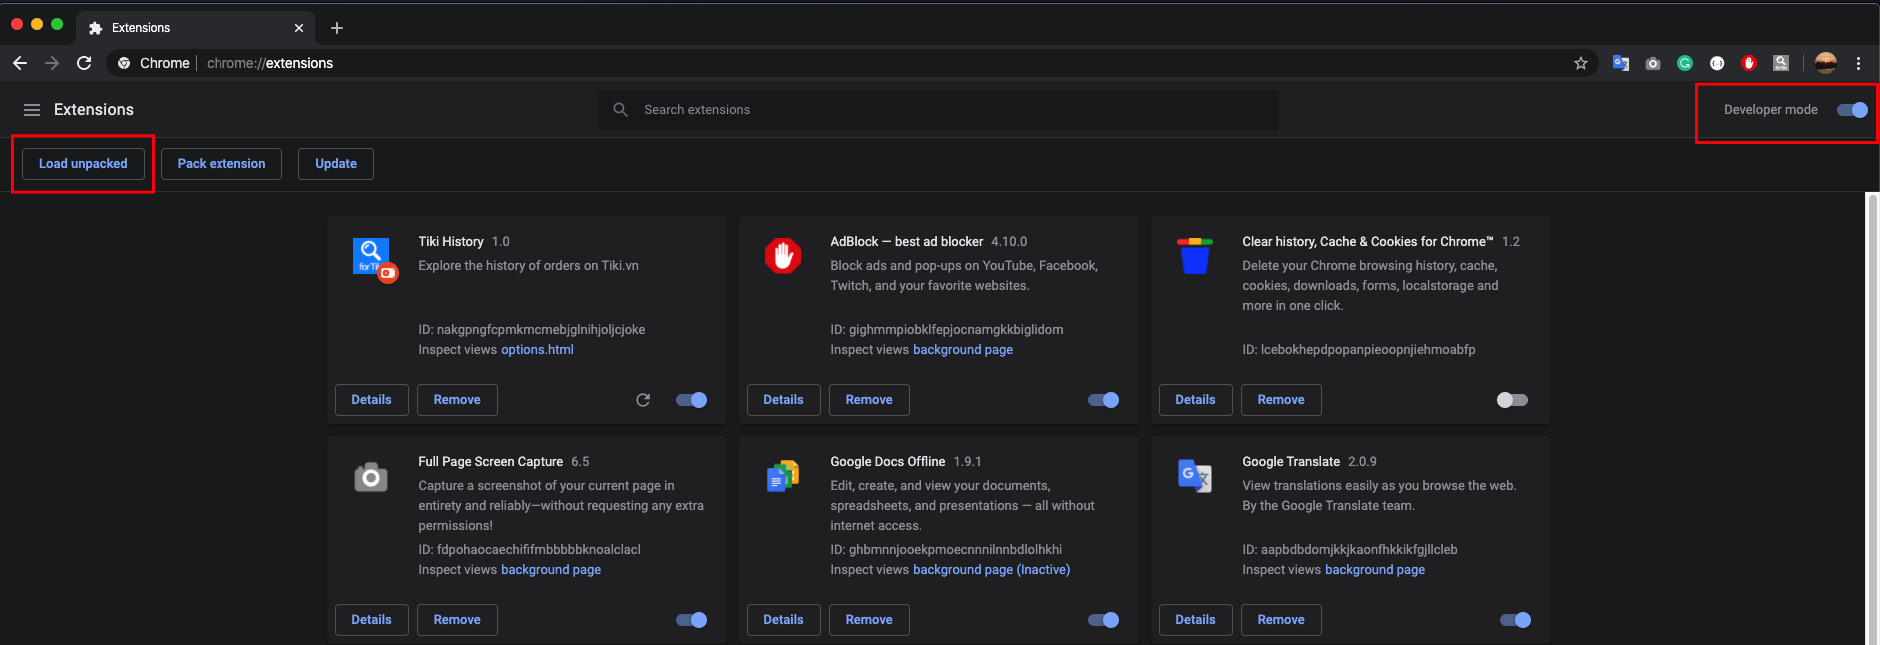 Extensions
Chrome chrome://extensions
Extensions
Search extensions
Developer mode
Load unpacked
Pack extension
Update
Tiki History 1.0
Explore the history of orders on Tiki.vn
ID: nakgpngfcpmkmcmebjglnihjoljcjoke
Inspect views options.html
Details
Remove
AdBlock — best ad blocker 4.10.0
Block ads and pop-ups on YouTube, Facebook,
Twitch, and your favorite websites.
ID: gighmmpiobklfepjocnamgkkbiglidom
Inspect views background page
Details
Remove
Clear history, Cache & Cookies for Chrome™ 1.2
Delete your Chrome browsing history, cache,
cookies, downloads, forms, localstorage and
more in one click.
ID: lcebokhepdpopanpieoopnjiehmoabfp
Details
Remove
Full Page Screen Capture 6.5
Capture a screenshot of your current page in
entirety and reliably—without requesting any extra
permissions!
ID: fdpohaocaechififmbbbbbknoalclacl
Inspect views background page
Details
Remove
Google Docs Offline 1.9.1
Edit, create, and view your documents,
spreadsheets, and presentations — all without
internet access.
ID: ghbmnnjooekpmoecnnnilnnbdlolhkhi
Inspect views background page (Inactive)
Details
Remove
Google Translate 2.0.9
View translations easily as you browse the web.
By the Google Translate team.
ID: aapbdbdomjkkjkaonfhkkikfgjllcleb
Inspect views background page
Details
Remove